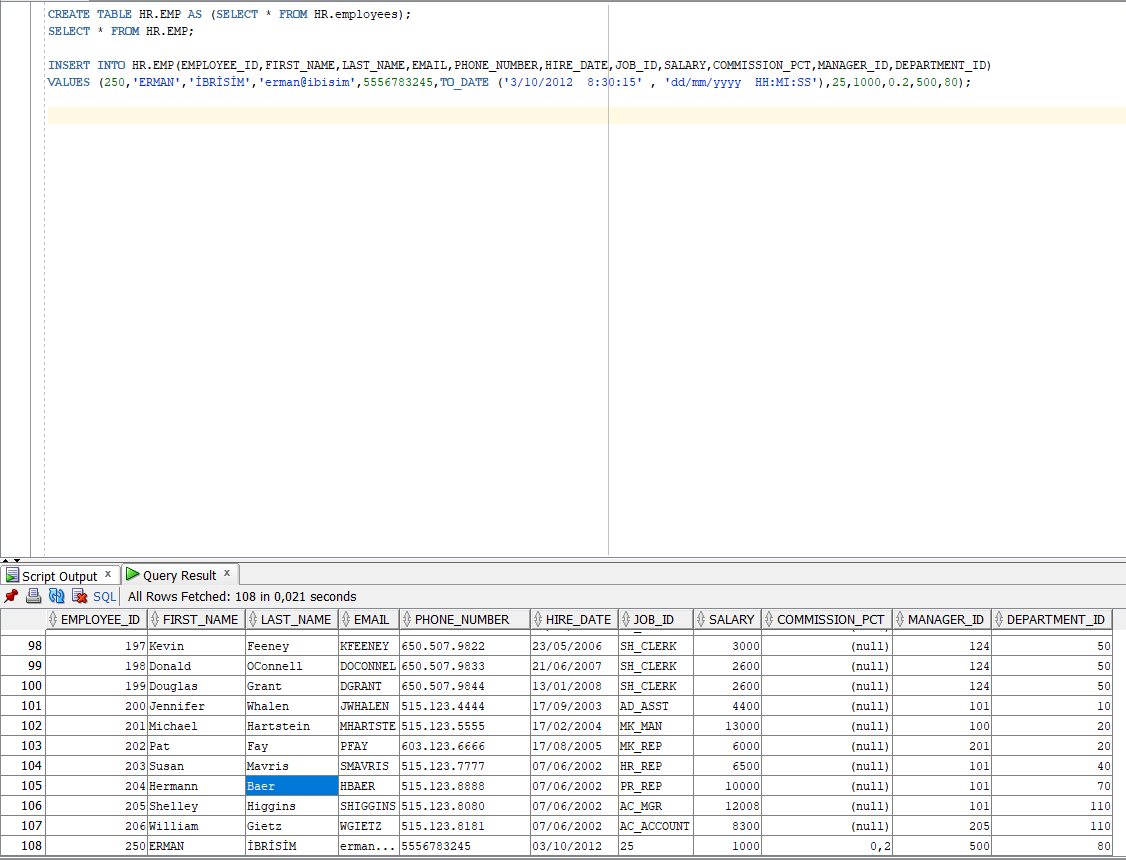 CREATE TABLE HR.EMP AS (SELECT * FROM HR.employees);
SELECT * FROM HR.EMP;
INSERT INTO HR.EMP(EMPLOYEE_ID,FIRST_NAME,LAST_NAME,EMAIL,PHONE_NUMBER,HIRE_DATE,JOB_ID,SALARY,COMMISSION_PCT,MANAGER_ID,DEPARTMENT_ID)
VALUES (250,'ERMAN','İBRİSİM','erman@ibisim',5556783245,TO_DATE ('3/10/2012  8:30:15' , 'dd/mm/yyyy  HH:MI:SS'),25,1000,0.2,500,80);
Script Output x Query Result x
SQL All Rows Fetched: 108 in 0,021 seconds
EMPLOYEE_ID FIRST_NAME LAST_NAME EMAIL PHONE_NUMBER HIRE_DATE JOB_ID SALARY COMMISSION_PCT MANAGER_ID DEPARTMENT_ID
98 197 Kevin Feeney KFEENEY 650.507.9822 23/05/2006 SH_CLERK 3000 (null) 124 50
99 198 Donald OConnell DOCONNEL 650.507.9833 21/06/2007 SH_CLERK 2600 (null) 124 50
100 199 Douglas Grant DGRANT 650.507.9844 13/01/2008 SH_CLERK 2600 (null) 124 50
101 200 Jennifer Whalen JWHALEN 515.123.4444 17/09/2003 AD_ASST 4400 (null) 101 10
102 201 Michael Hartstein MHARTSTE 515.123.5555 17/02/2004 MK_MAN 13000 (null) 100 20
103 202 Pat Fay PFAY 603.123.6666 17/08/2005 MK_REP 6000 (null) 201 20
104 203 Susan Mavris SMAVRIS 515.123.7777 07/06/2002 HR_REP 6500 (null) 101 40
105 204 Hermann Baer HBAER 515.123.8888 07/06/2002 PR_REP 10000 (null) 101 70
106 205 Shelley Higgins SHIGGINS 515.123.8080 07/06/2002 AC_MGR 12008 (null) 101 110
107 206 William Gietz WGIETZ 515.123.8181 07/06/2002 AC_ACCOUNT 8300 (null) 205 110
108 250 ERMAN İBRİSİM erman... 5556783245 03/10/2012 25 1000 0,2 500 80